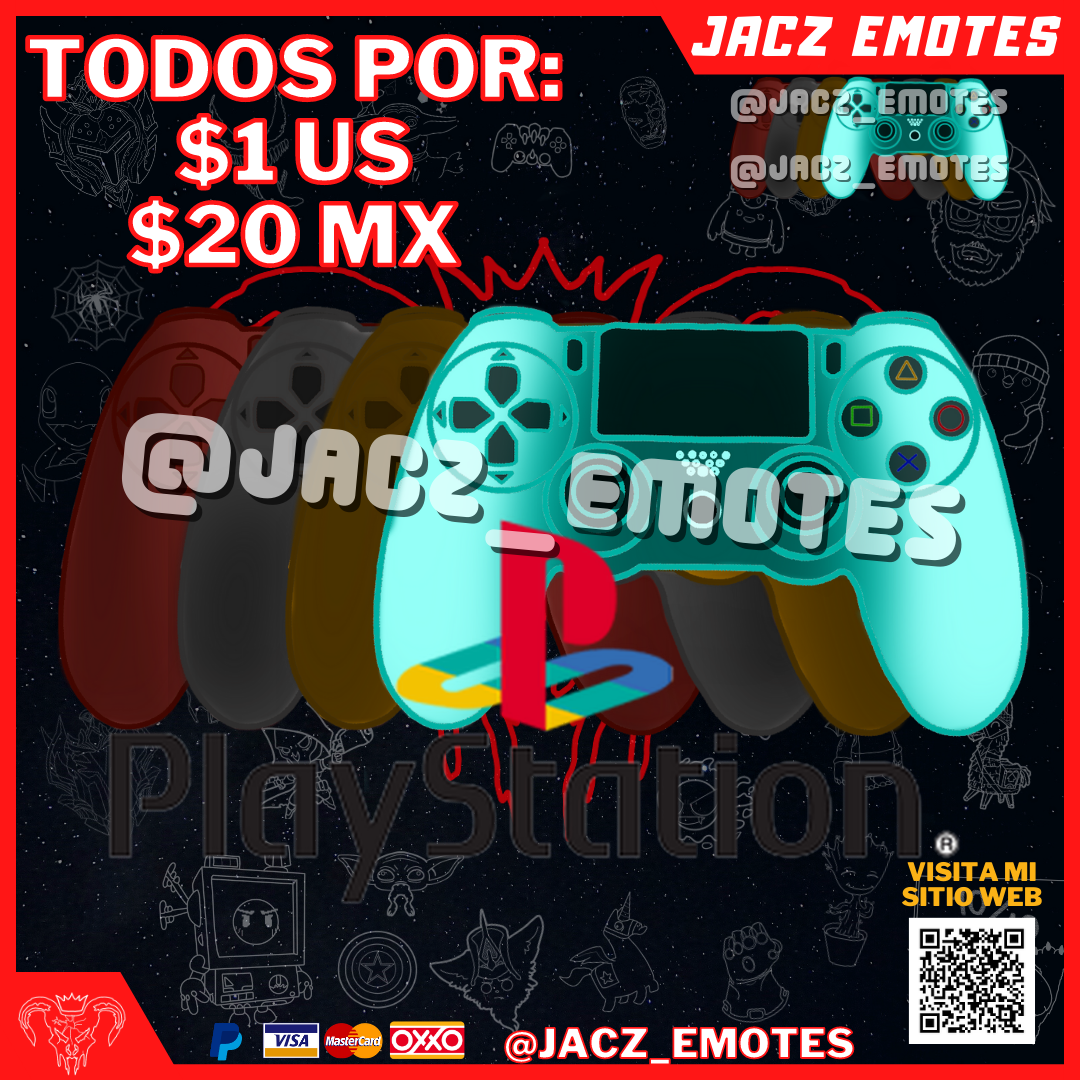 JACZ EMOTES
TODOS POR:
$1 US
$20 MX
@JACZ_EMOTES
@JACZ_EMOTES
@JACZ_EMOTES
PlayStation
®
VISITA MI
SITIO WEB
PayPal
VISA
MasterCard
OXXO
@JACZ_EMOTES